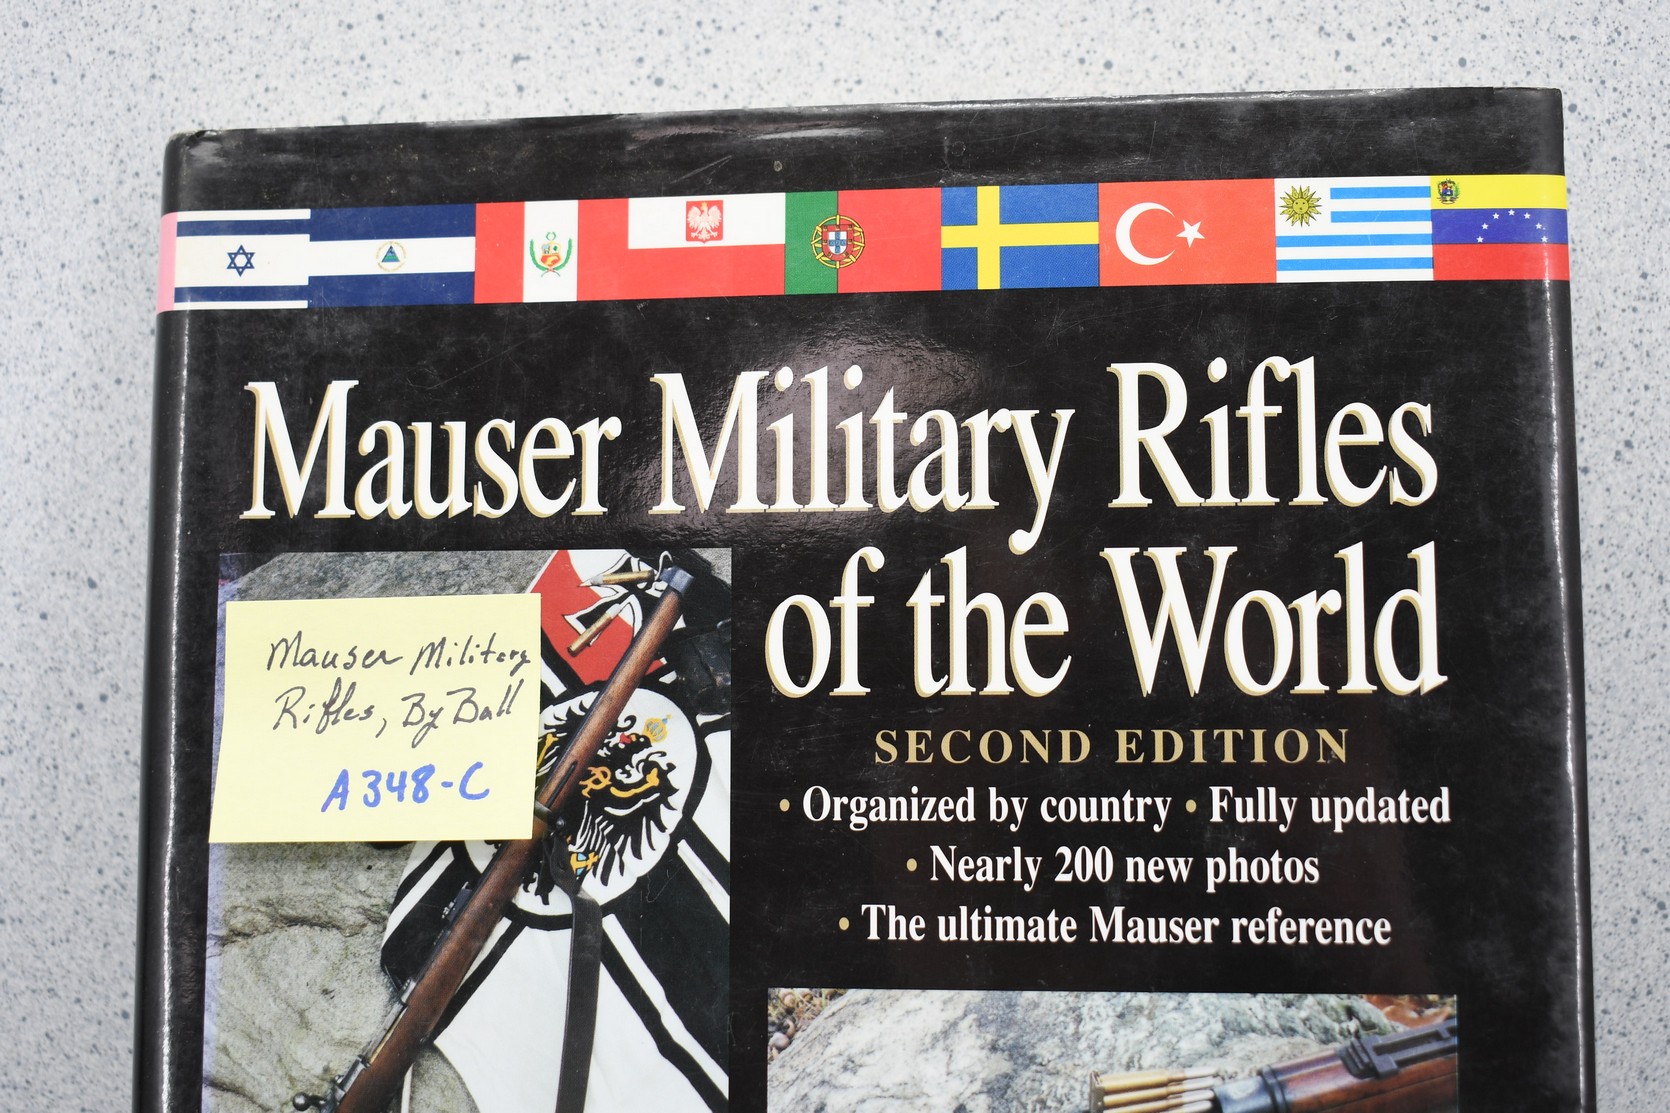 Mauser Military Rifles
of the World
SECOND EDITION
• Organized by country • Fully updated
• Nearly 200 new photos
• The ultimate Mauser reference
Mauser Military
Rifles, By Ball
A348-C